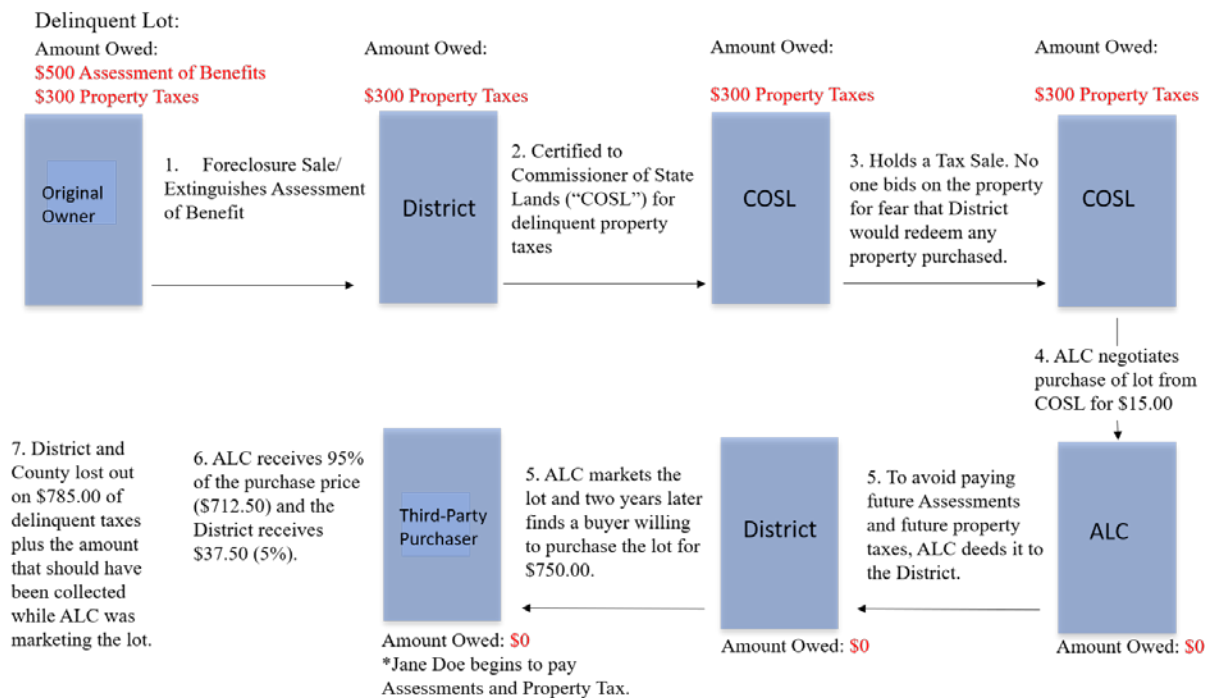 Delinquent Lot:
Amount Owed:
$500 Assessment of Benefits
$300 Property Taxes
Amount Owed:
$300 Property Taxes
Amount Owed:
$300 Property Taxes
Amount Owed:
$300 Property Taxes
Original
Owner
1. Foreclosure Sale/
Extinguishes Assessment
of Benefit
District
2. Certified to
Commissioner of State
Lands (“COSL”) for
delinquent property
taxes
COSL
3. Holds a Tax Sale. No
one bids on the property
for fear that District
would redeem any
property purchased.
COSL
4. ALC negotiates
purchase of lot from
COSL for $15.00
ALC
Amount Owed: $0
5. To avoid paying
future Assessments
and future property
taxes, ALC deeds it to
the District.
District
Amount Owed: $0
5. ALC markets the
lot and two years later
finds a buyer willing
to purchase the lot for
$750.00.
Third-Party
Purchaser
Amount Owed: $0
*Jane Doe begins to pay
Assessments and Property Tax.
6. ALC receives 95%
of the purchase price
($712.50) and the
District receives
$37.50 (5%).
7. District and
County lost out
on $785.00 of
delinquent taxes
plus the amount
that should have
been collected
while ALC was
marketing the lot.